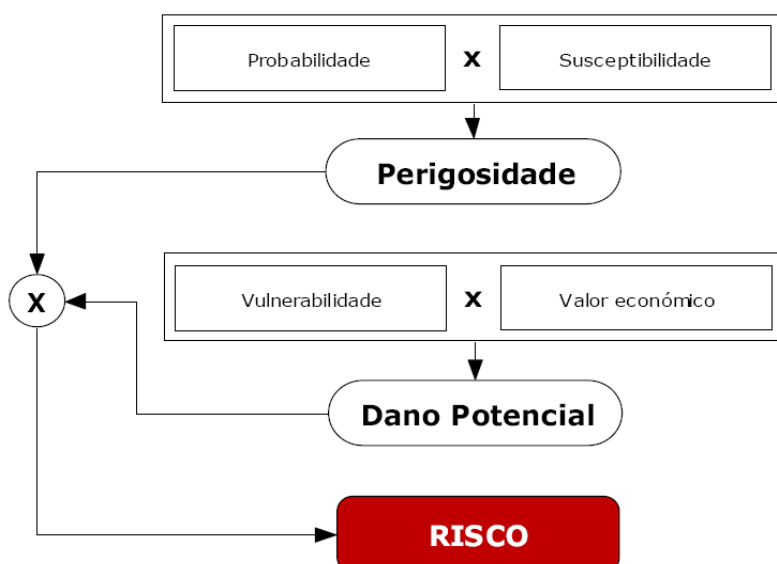 Probabilidade x Susceptibilidade
Perigosidade
X
Vulnerabilidade x Valor económico
Dano Potencial
RISCO